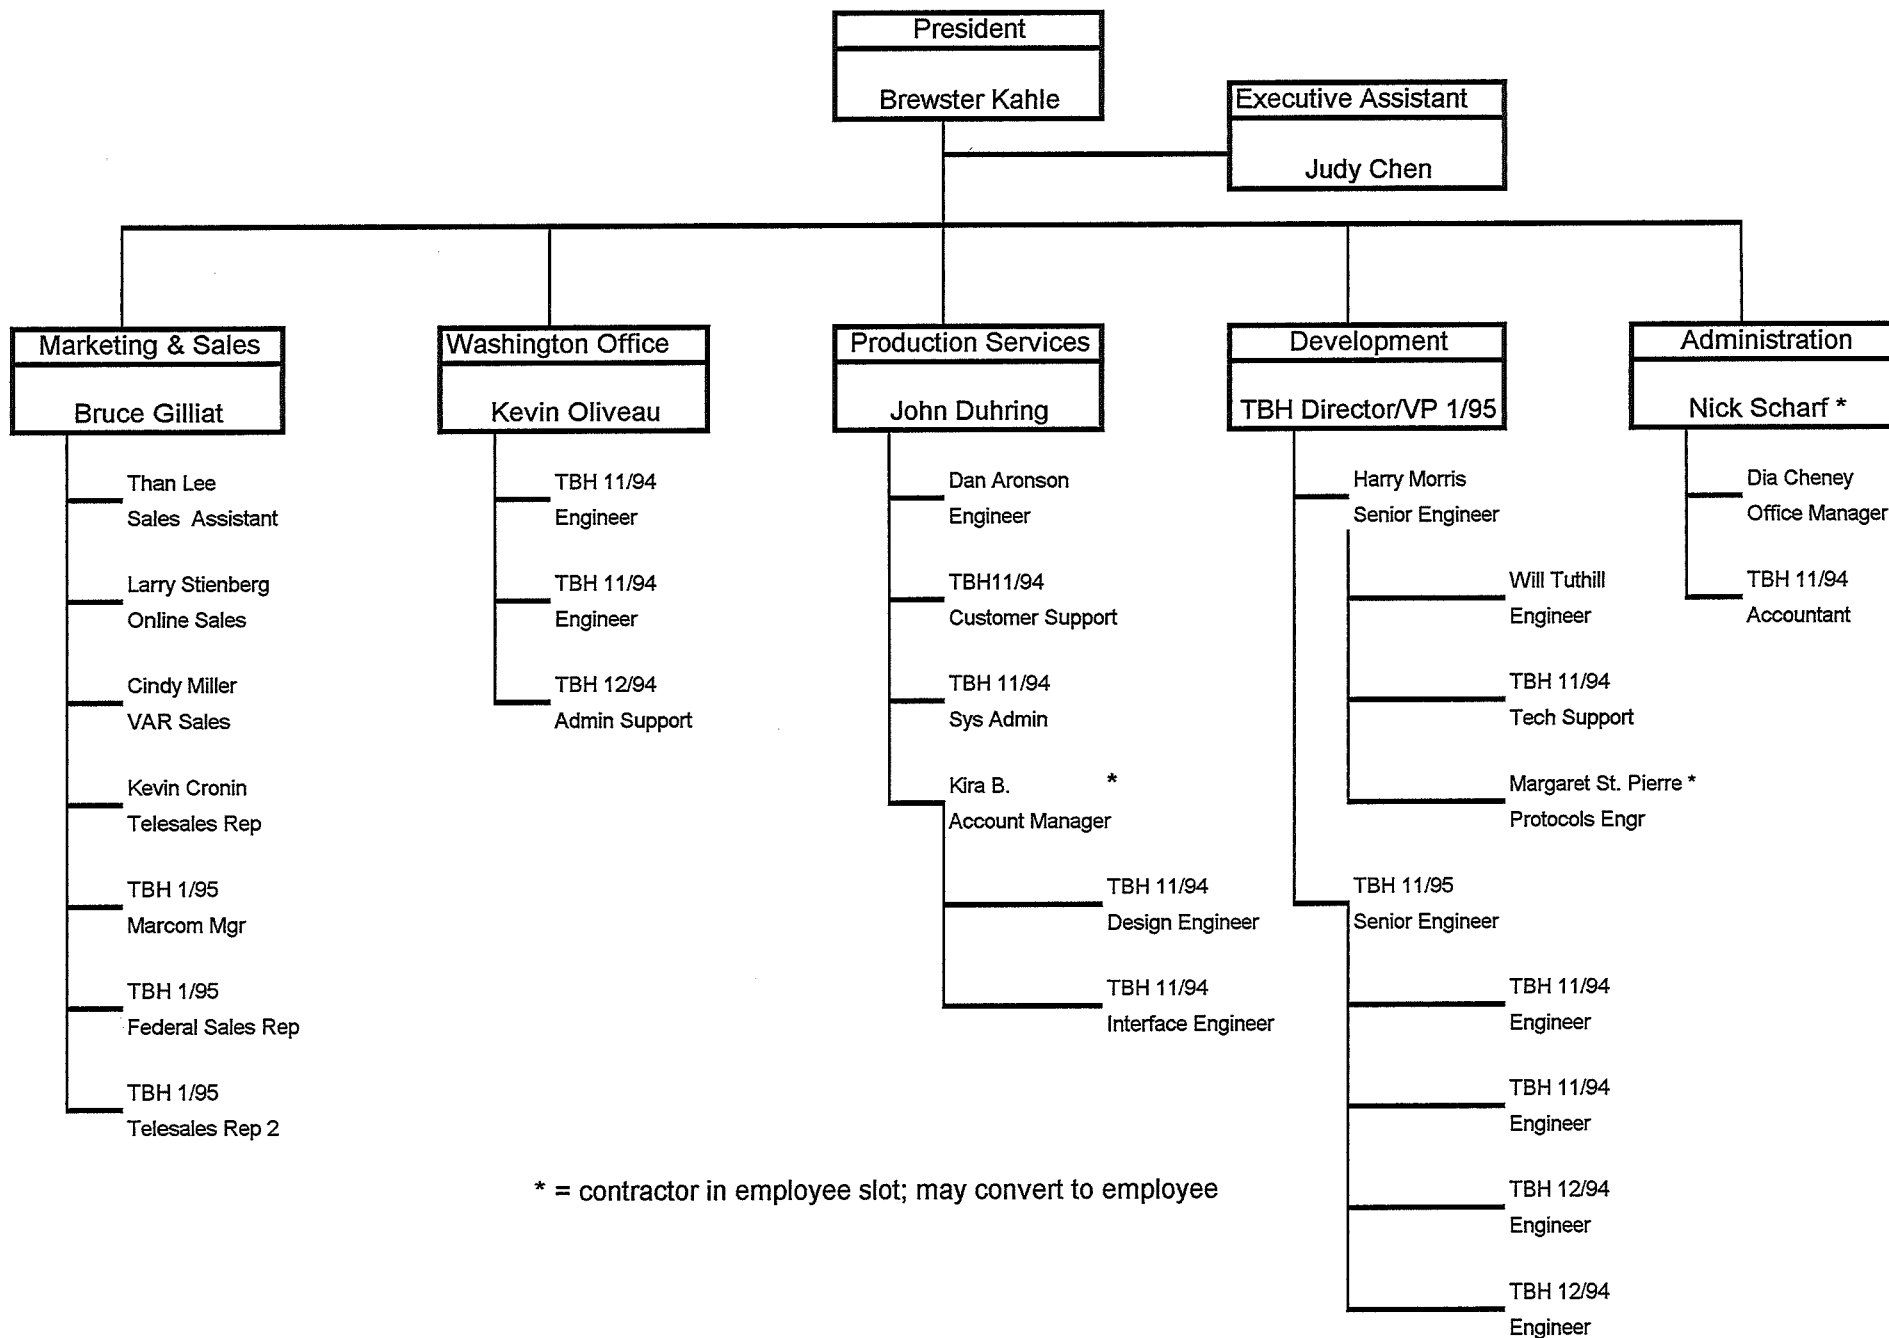 President
Brewster Kahle
Executive Assistant
Judy Chen
Marketing & Sales
Bruce Gilliat
Than Lee
Sales Assistant
Larry Stienberg
Online Sales
Cindy Miller
VAR Sales
Kevin Cronin
Telesales Rep
TBH 1/95
Marcom Mgr
TBH 1/95
Federal Sales Rep
TBH 1/95
Telesales Rep 2
Washington Office
Kevin Oliveau
TBH 11/94
Engineer
TBH 11/94
Engineer
TBH 12/94
Admin Support
Production Services
John Duhring
Dan Aronson
Engineer
TBH11/94
Customer Support
TBH 11/94
Sys Admin
Kira B. *
Account Manager
TBH 11/94
Design Engineer
TBH 11/94
Interface Engineer
Development
TBH Director/VP 1/95
Harry Morris
Senior Engineer
Will Tuthill
Engineer
TBH 11/94
Tech Support
Margaret St. Pierre *
Protocols Engr
TBH 11/95
Senior Engineer
TBH 11/94
Engineer
TBH 11/94
Engineer
TBH 12/94
Engineer
TBH 12/94
Engineer
Administration
Nick Scharf *
Dia Cheney
Office Manager
TBH 11/94
Accountant
* = contractor in employee slot; may convert to employee